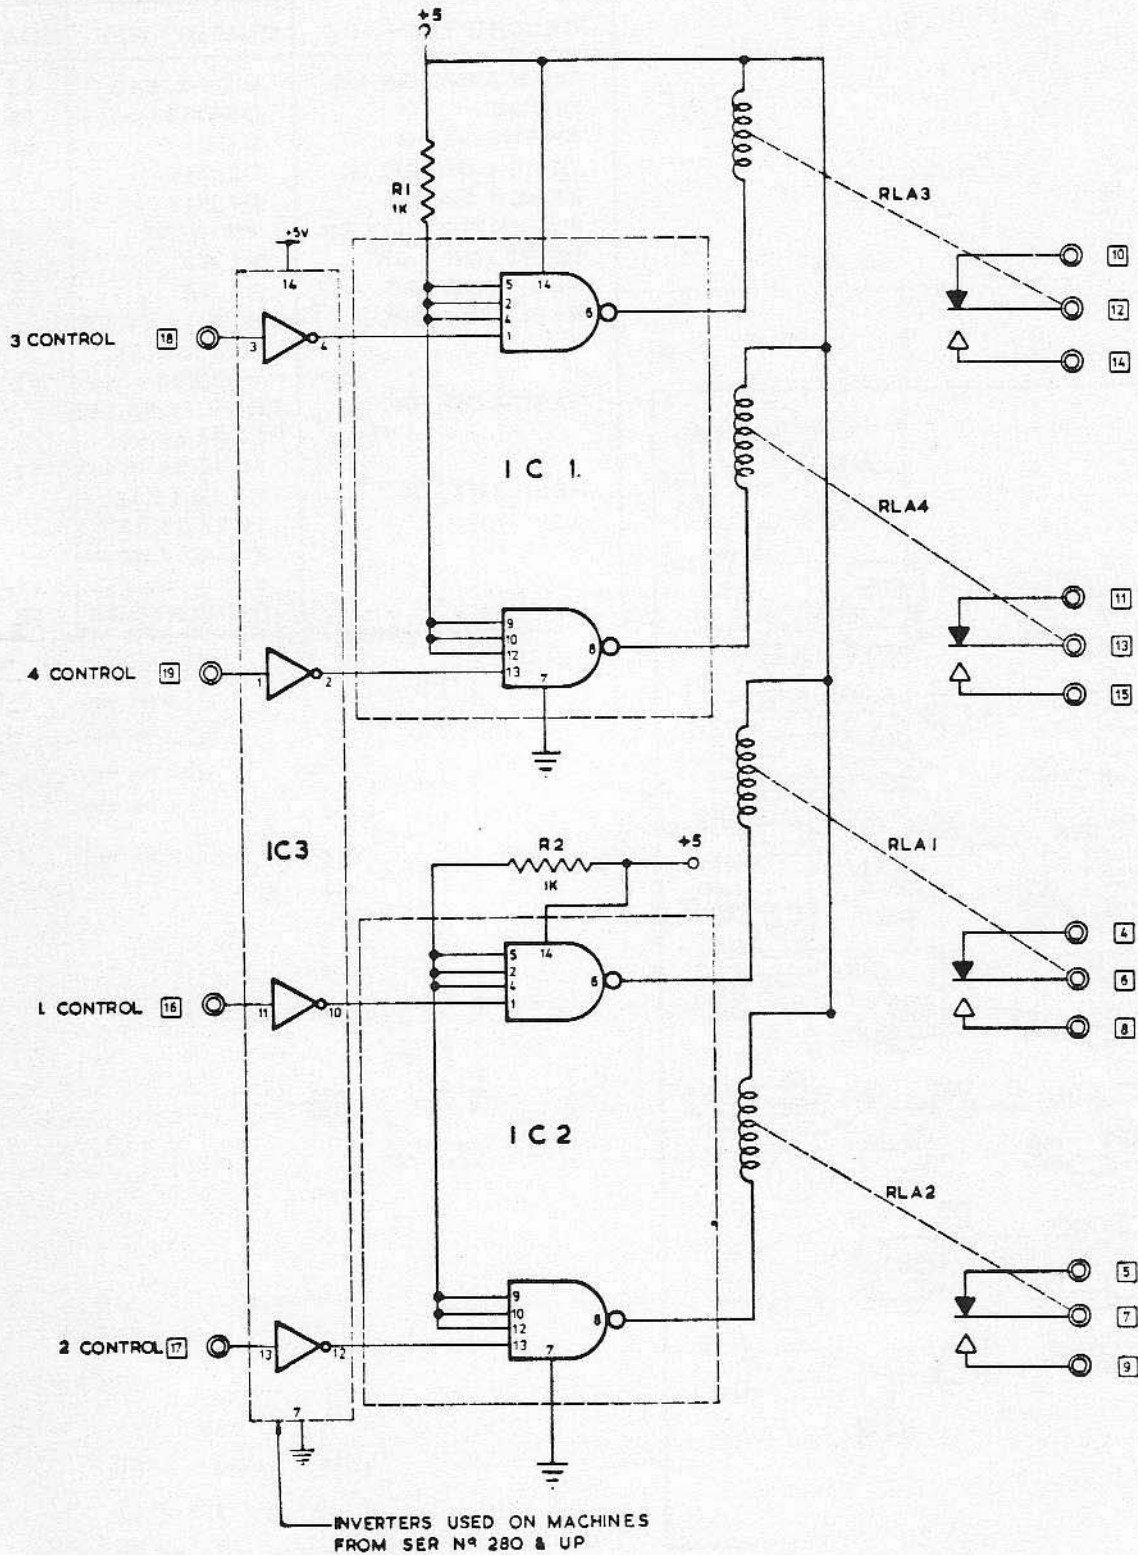 +5
R1
1K
+5V
14
3 CONTROL 18
3
4
5
2
4
1
14
6
RLA3
10
12
14
IC 1.
4 CONTROL 19
1
2
9
10
12
13
8
7
RLA4
11
13
15
IC3
R2
1K
+5
1 CONTROL 16
11
10
5
2
4
1
14
6
RLA1
4
6
8
IC2
2 CONTROL 17
13
12
9
10
12
13
8
7
RLA2
5
7
9
7
INVERTERS USED ON MACHINES
FROM SER Nº 280 & UP